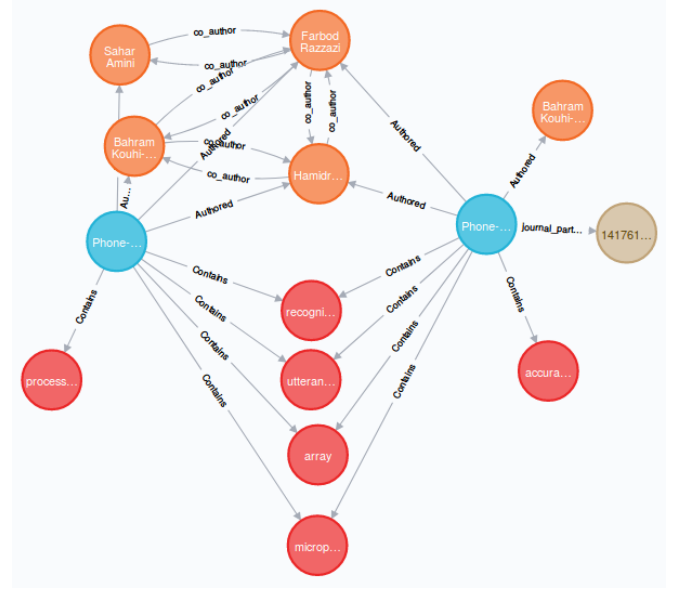 Farbod
Razzazi
co_author
Sahar
Amini
co_author
co_author
Bahram
Kouhi-...
co_author
co_author
co_author
Bahram
Kouhi-...
Authored
co_author
Authored
Authored
co_author
Hamidr...
Au...
Authored
Authored
Phone-...
journal_part...
141761...
Phone-...
Contains
Contains
Contains
Contains
Contains
recogni...
Contains
Contains
Contains
process...
utteran...
accura...
Contains
Contains
array
microp...